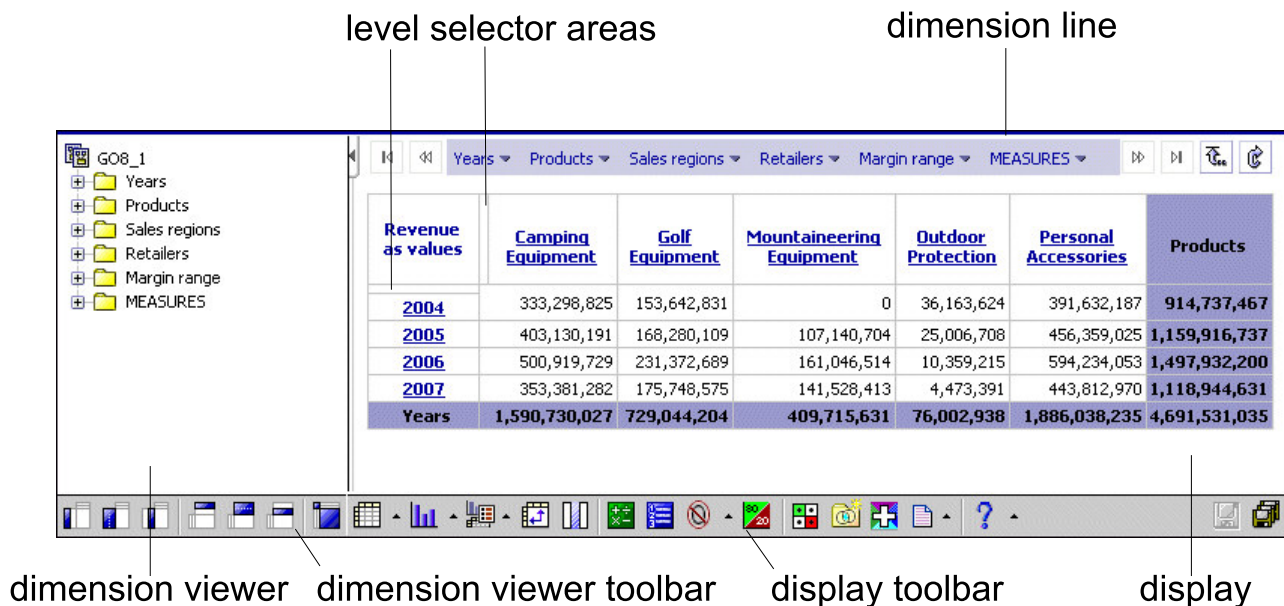 level selector areas
dimension line
GO8_1
Years
Products
Sales regions
Retailers
Margin range
MEASURES
Years Products Sales regions Retailers Margin range MEASURES
Revenue as values Camping Equipment Golf Equipment Mountaineering Equipment Outdoor Protection Personal Accessories Products
2004 333,298,825 153,642,831 0 36,163,624 391,632,187 914,737,467
2005 403,130,191 168,280,109 107,140,704 25,006,708 456,359,025 1,159,916,737
2006 500,919,729 231,372,689 161,046,514 10,359,215 594,234,053 1,497,932,200
2007 353,381,282 175,748,575 141,528,413 4,473,391 443,812,970 1,118,944,631
Years 1,590,730,027 729,044,204 409,715,631 76,002,938 1,886,038,235 4,691,531,035
80
20
?
dimension viewer dimension viewer toolbar display toolbar display